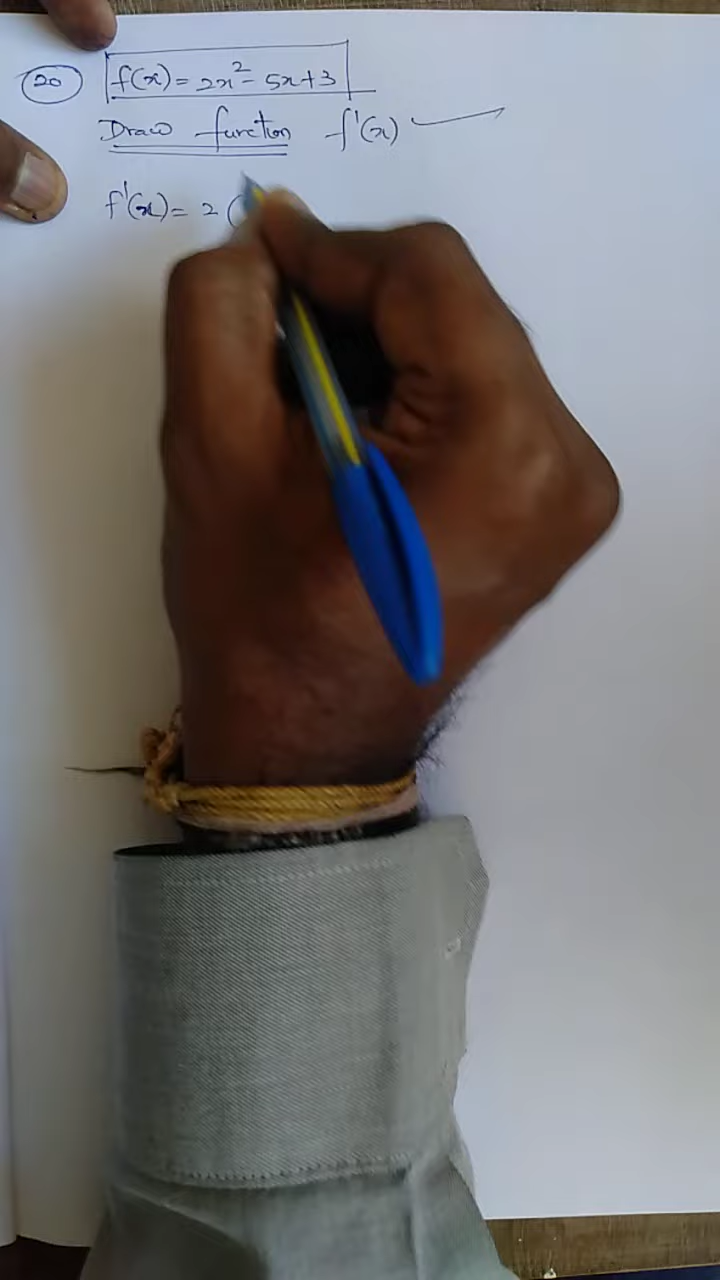 20 f(x) = 2x² - 5x + 3
Draw function f'(x)
f'(x) = 2 (